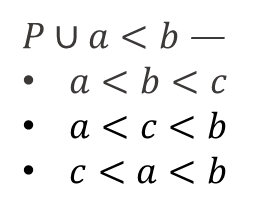 P ∪ a < b —
• a < b < c
• a < c < b
• c < a < b